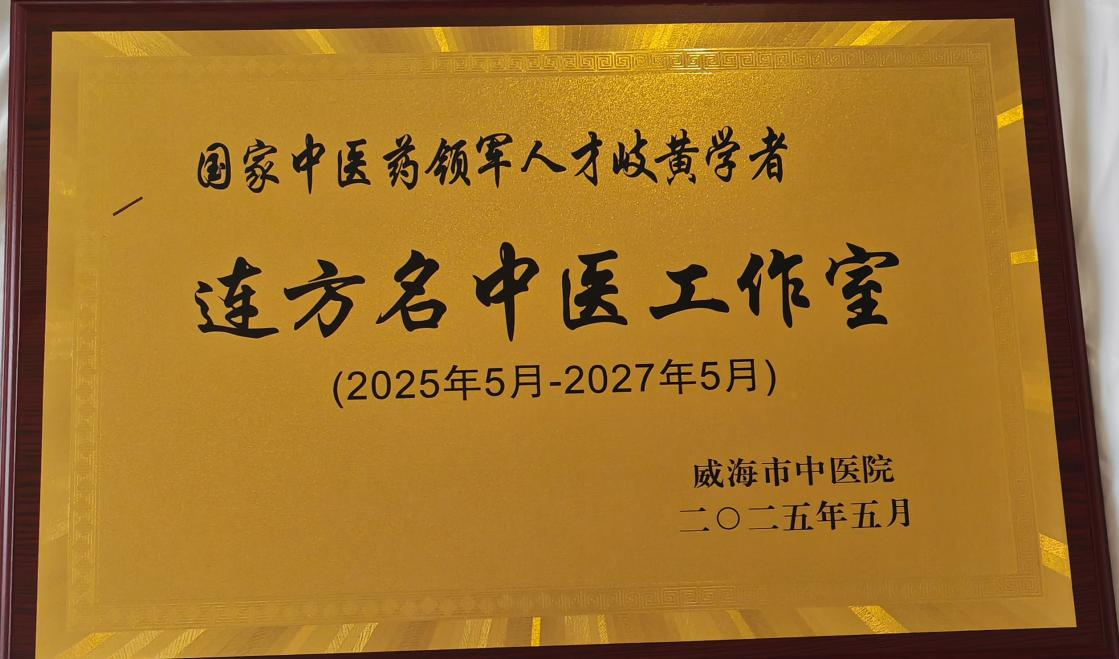 国家中医药领军人才岐黄学者
连方名中医工作室
(2025年5月-2027年5月)
威海市中医院
二〇二五年五月